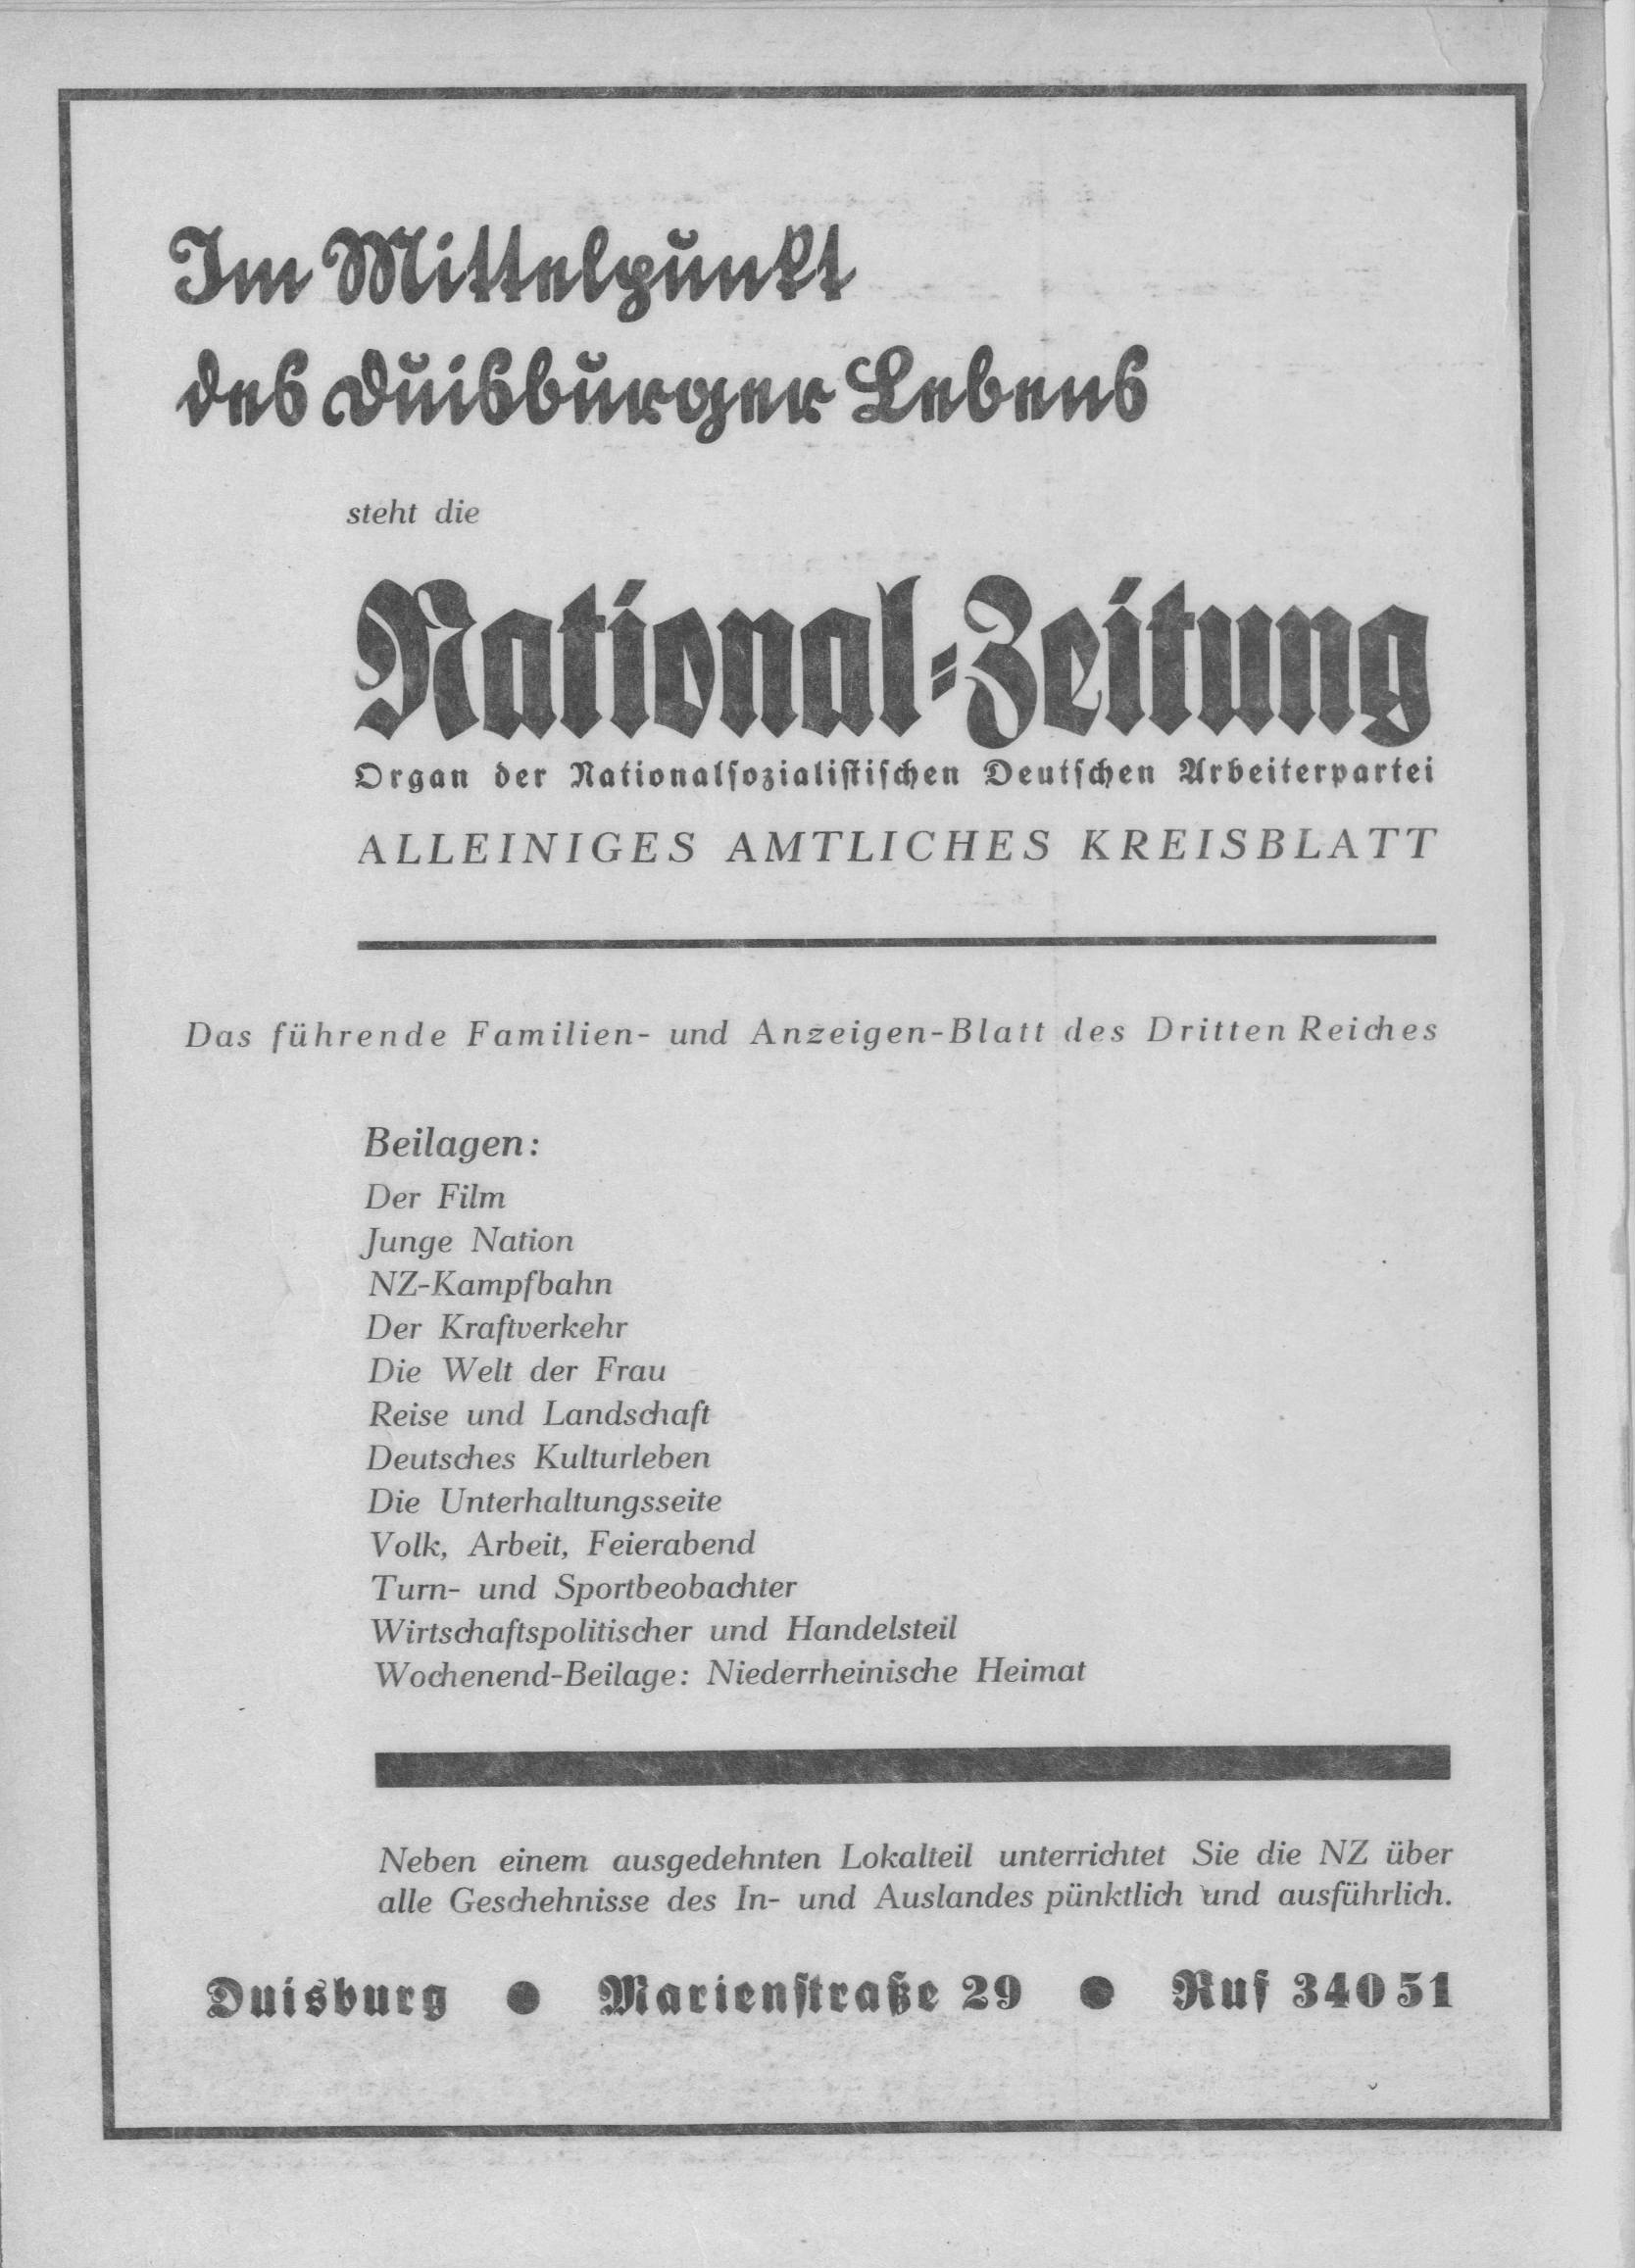 Im Mittelpunkt
des Duisburger Lebens
steht die
National-Zeitung
Organ der Nationalsozialistischen Deutschen Arbeiterpartei
ALLEINIGES AMTLICHES KREISBLATT
Das führende Familien- und Anzeigen-Blatt des Dritten Reiches
Beilagen:
Der Film
Junge Nation
NZ-Kampfbahn
Der Kraftverkehr
Die Welt der Frau
Reise und Landschaft
Deutsches Kulturleben
Die Unterhaltungsseite
Volk, Arbeit, Feierabend
Turn- und Sportbeobachter
Wirtschaftspolitischer und Handelsteil
Wochenend-Beilage: Niederrheinische Heimat
Neben einem ausgedehnten Lokalteil unterrichtet Sie die NZ über
alle Geschehnisse des In- und Auslandes pünktlich und ausführlich.
Duisburg ● Marienstraße 29 ● Ruf 34051